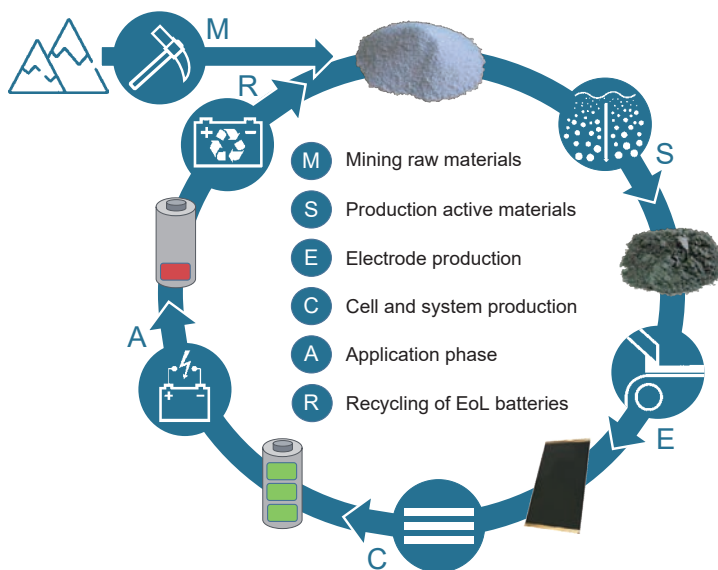 M
R
M Mining raw materials
S
S Production active materials
E Electrode production
C Cell and system production
A
A Application phase
R Recycling of EoL batteries
E
C